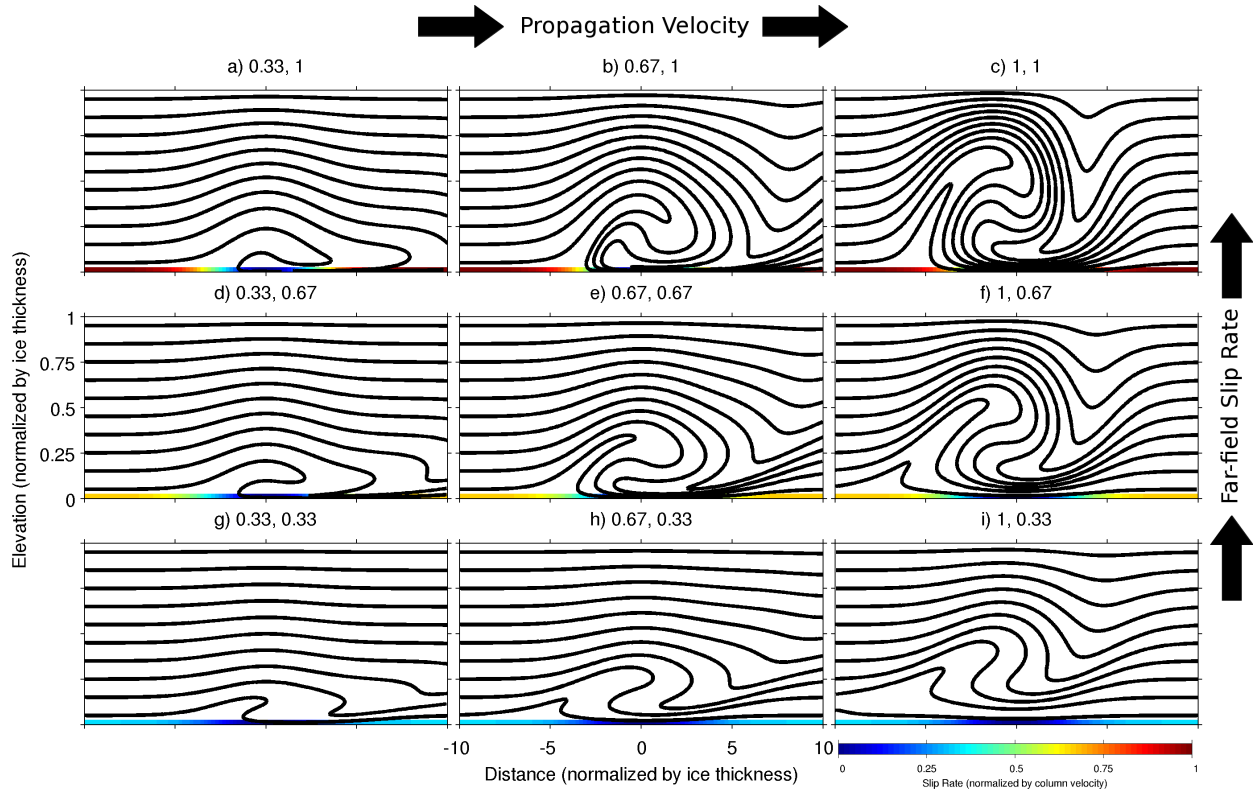 Propagation Velocity
a) 0.33, 1
b) 0.67, 1
c) 1, 1
d) 0.33, 0.67
e) 0.67, 0.67
f) 1, 0.67
1
0.75
0.5
0.25
0
g) 0.33, 0.33
h) 0.67, 0.33
i) 1, 0.33
Elevation (normalized by ice thickness)
Far-field Slip Rate
-10 -5 0 5 10
Distance (normalized by ice thickness)
0 0.25 0.5 0.75 1
Slip Rate (normalized by column velocity)